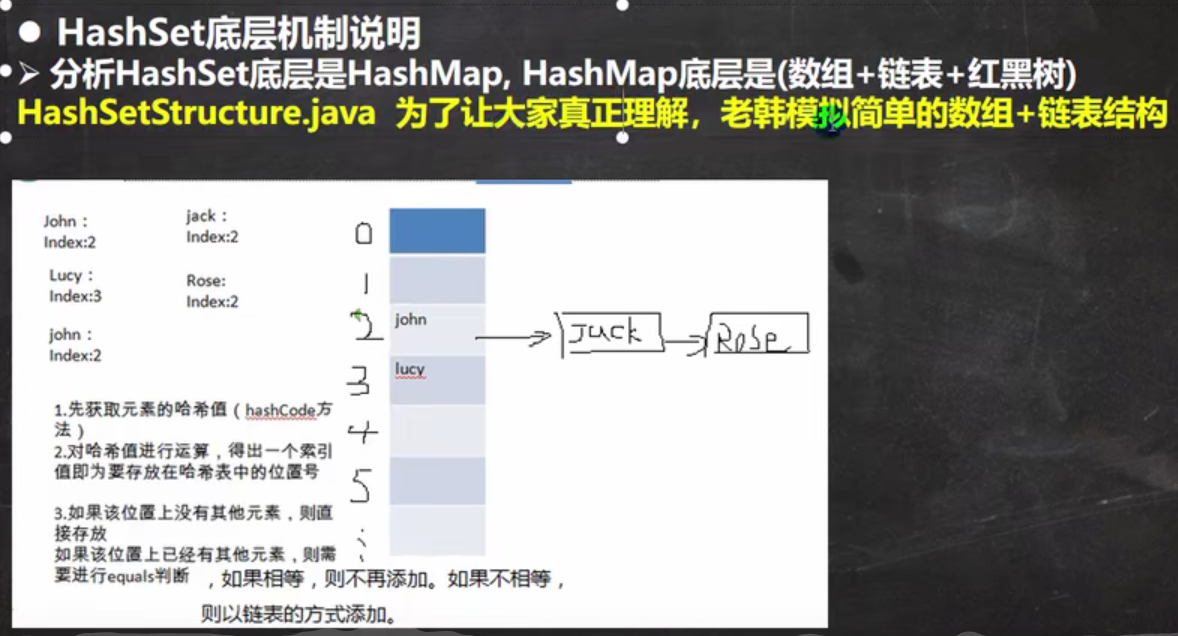 ● HashSet底层机制说明
➢ 分析HashSet底层是HashMap, HashMap底层是(数组+链表+红黑树)
HashSetStructure.java 为了让大家真正理解，老韩模拟简单的数组+链表结构
John：
Index:2
jack：
Index:2
Lucy：
Index:3
Rose:
Index:2
john：
Index:2
0
1
2
3
4
5
john
lucy
Jack
Rose
1.先获取元素的哈希值（hashCode方
法）
2.对哈希值进行运算，得出一个索引
值即为要存放在哈希表中的位置号
3.如果该位置上没有其他元素，则直
接存放
如果该位置上已经有其他元素，则需
要进行equals判断 ，如果相等，则不再添加。如果不相等，
则以链表的方式添加。